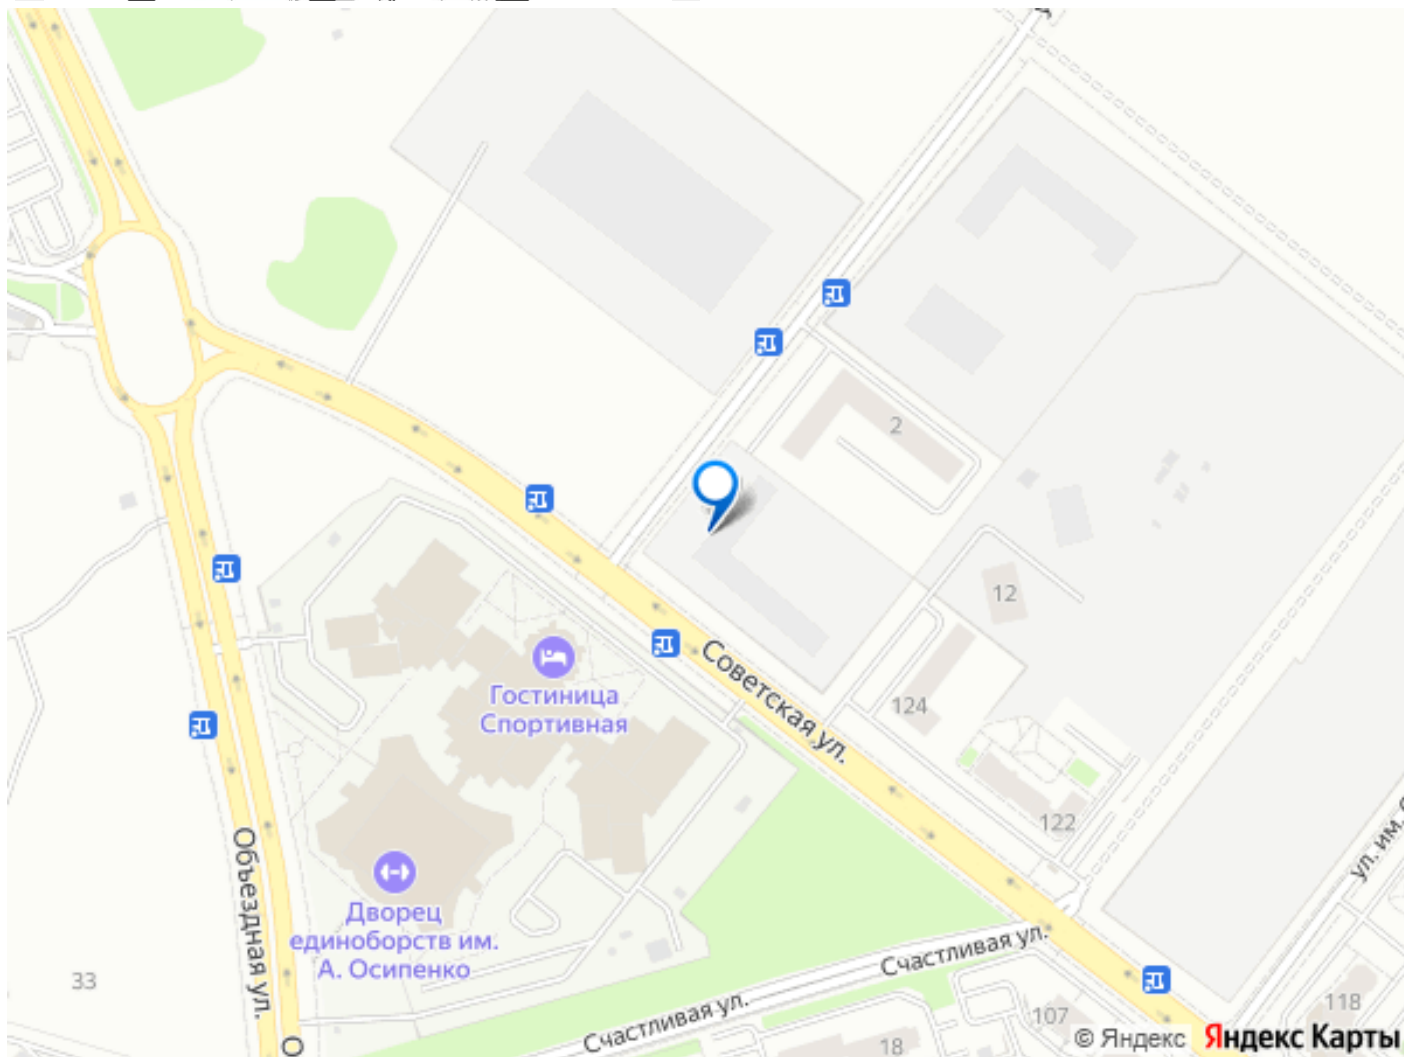 2
12
Гостиница
Спортивная
Советская ул.
124
122
Объездная ул.
Дворец
единоборств им.
А. Осипенко
ул. им.
Счастливая ул.
33
Счастливая ул.
107
118
18
© Яндекс Яндекс Карты